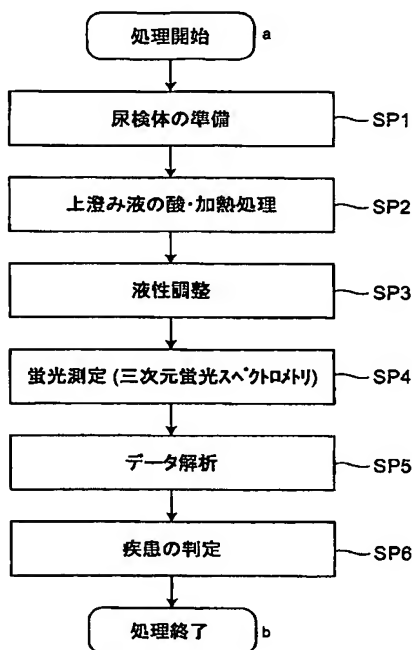 処理開始 a
尿検体の準備 SP1
上澄み液の酸・加熱処理 SP2
液性調整 SP3
蛍光測定 (三次元蛍光スペクトロメトリ) SP4
データ解析 SP5
疾患の判定 SP6
処理終了 b